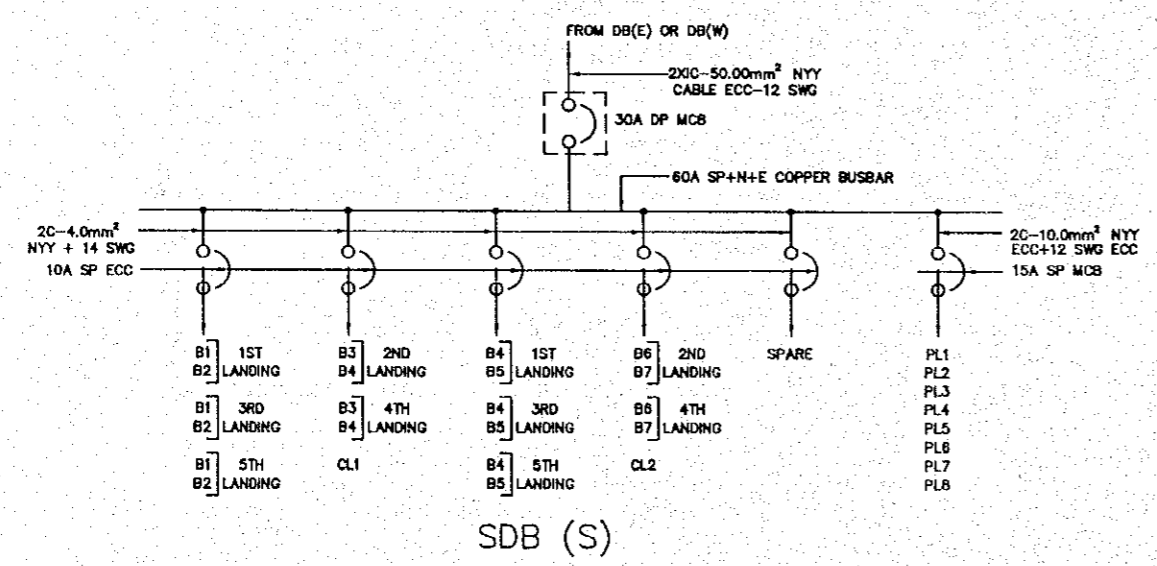 FROM DB(E) OR DB(W)
2XIC-50.00mm² NYY
CABLE ECC-12 SWG
30A DP MCB
60A SP+N+E COPPER BUSBAR
2C-4.0mm²
NYY + 14 SWG
10A SP ECC
2C-10.0mm² NYY
ECC+12 SWG ECC
15A SP MCB
B1 1ST
B2 LANDING
B1 3RD
B2 LANDING
B1 5TH
B2 LANDING
B3 2ND
B4 LANDING
B3 4TH
B4 LANDING
CL1
B4 1ST
B5 LANDING
B4 3RD
B5 LANDING
B4 5TH
B5 LANDING
B6 2ND
B7 LANDING
B6 4TH
B7 LANDING
CL2
SPARE
PL1
PL2
PL3
PL4
PL5
PL6
PL7
PL8
SDB (S)